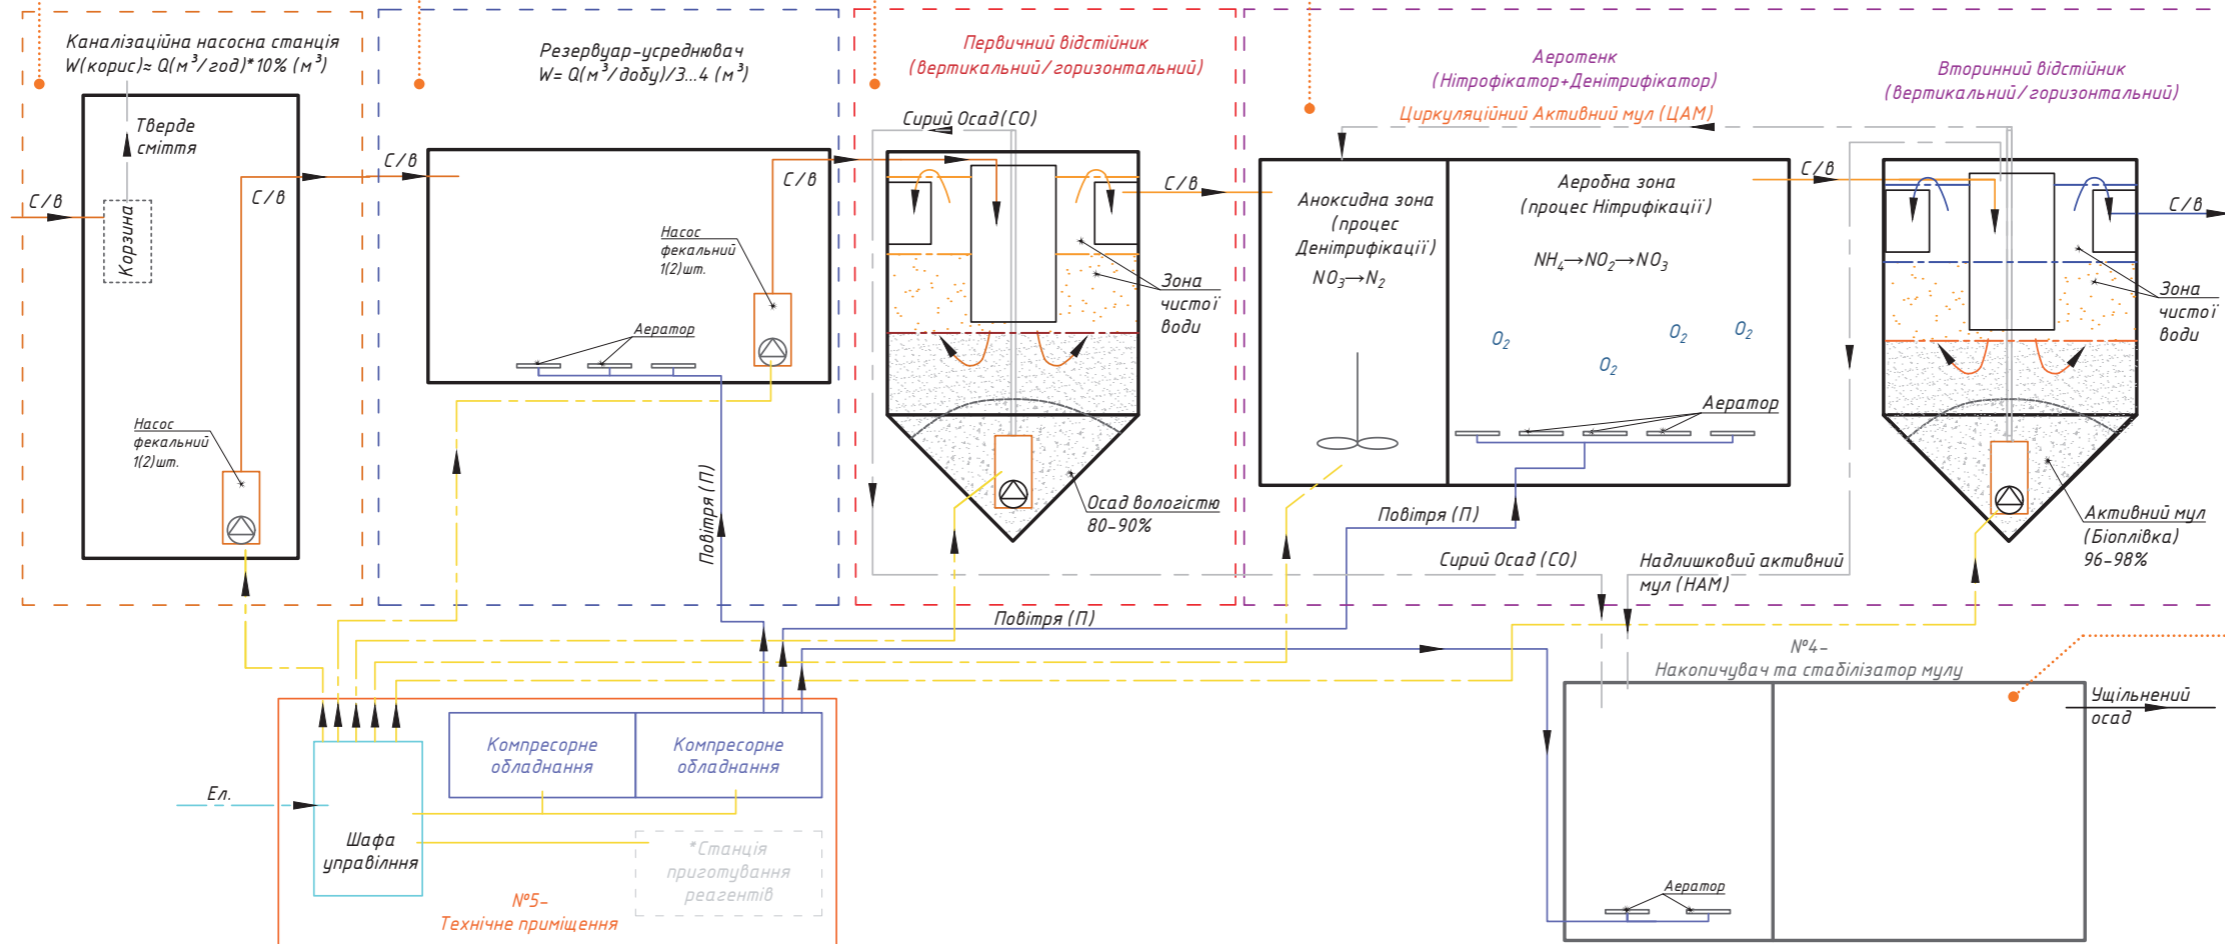 Каналізаційна насосна станція
W(корис)≈ Q(м³/год)*10% (м³)
Тверде
сміття
С/в
Корзина
С/в
Насос
фекальний
1(2)шт.
Резервуар-усреднювач
W= Q(м³/добу)/3...4 (м³)
С/в
Насос
фекальний
1(2)шт.
Аератор
С/в
Повітря (П)
Первичний відстійник
(вертикальний/горизонтальний)
Сирий Осад(СО)
С/в
Зона
чистої
води
Осад вологістю
80-90%
Аеротенк
(Нітрофікатор+Денітрифікатор)
Циркуляційний Активний мул (ЦАМ)
Аноксидна зона
(процес
Денітрифікації)
NO₃→N₂
Аеробна зона
(процес Нітрифікації)
NH₄→NO₂→NO₃
O₂
O₂
O₂
O₂
Аератор
С/в
Вторинний відстійник
(вертикальний/горизонтальний)
С/в
Зона
чистої
води
Активний мул
(Біоплівка)
96-98%
Повітря (П)
Сирий Осад (СО)
Надлишковий активний
мул (НАМ)
Повітря (П)
№4-
Накопичувач та стабілізатор мулу
Ущільнений
осад
Аератор
Ел.
Шафа
управілння
Компресорне
обладнання
Компресорне
обладнання
*Станція
приготування
реагентів
№5-
Технічне приміщення